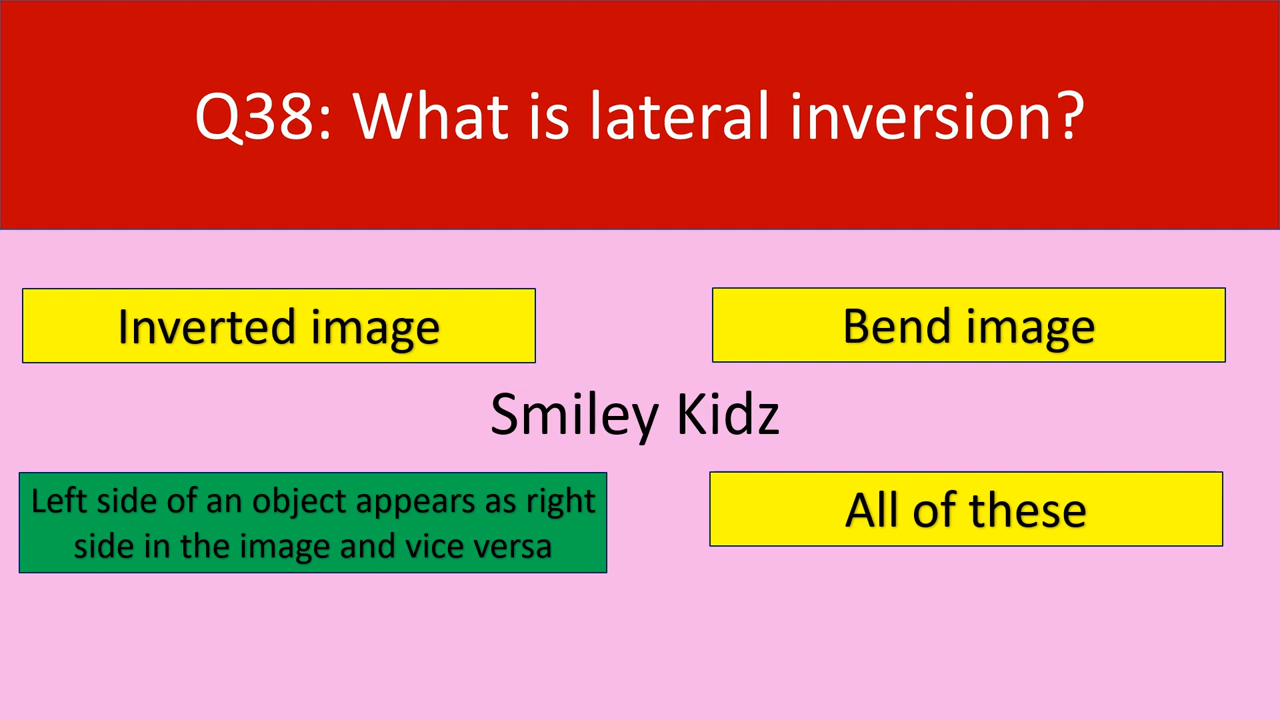 Q38: What is lateral inversion?
Inverted image
Bend image
Smiley Kidz
Left side of an object appears as right
side in the image and vice versa
All of these